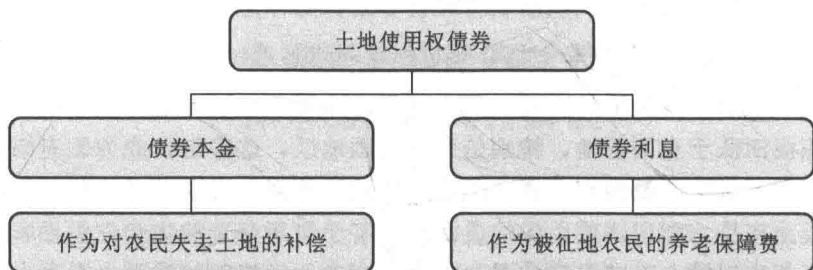 土地使用权债券
债券本金
债券利息
作为对农民失去土地的补偿
作为被征地农民的养老保障费